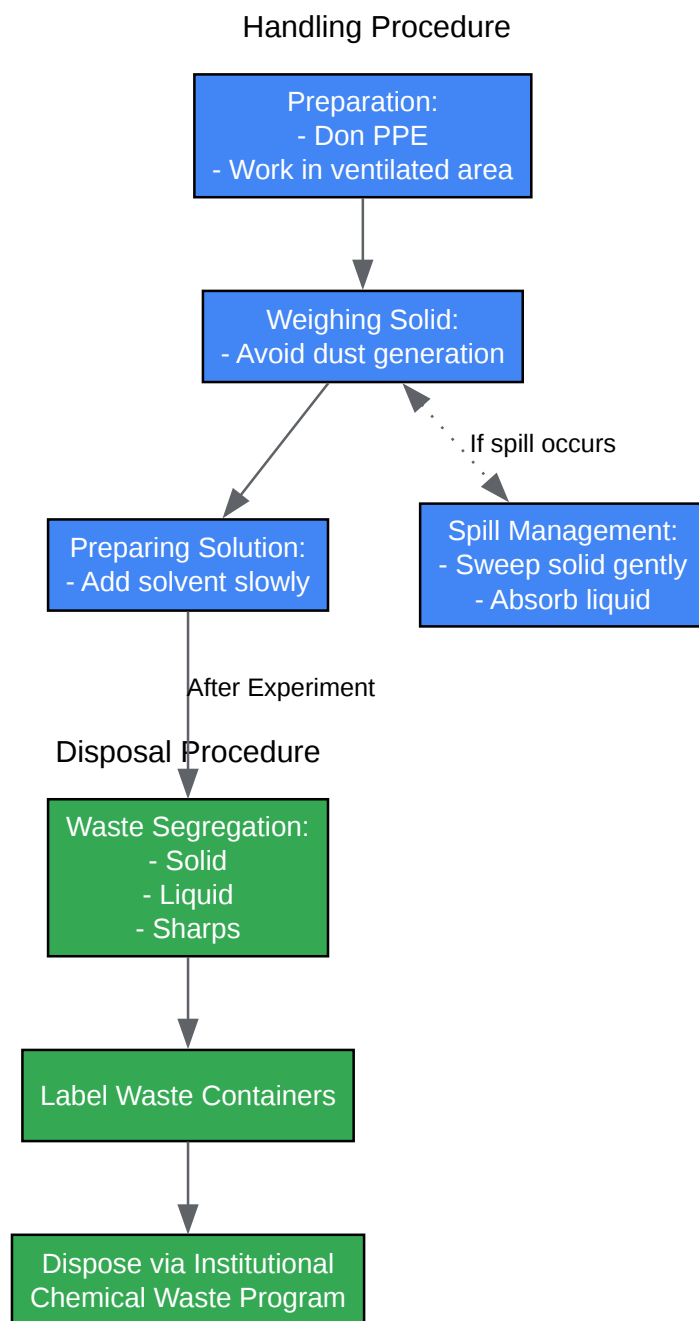 Handling Procedure
Preparation:
- Don PPE
- Work in ventilated area
Weighing Solid:
- Avoid dust generation
If spill occurs
Preparing Solution:
- Add solvent slowly
Spill Management:
- Sweep solid gently
- Absorb liquid
After Experiment
Disposal Procedure
Waste Segregation:
- Solid
- Liquid
- Sharps
Label Waste Containers
Dispose via Institutional
Chemical Waste Program